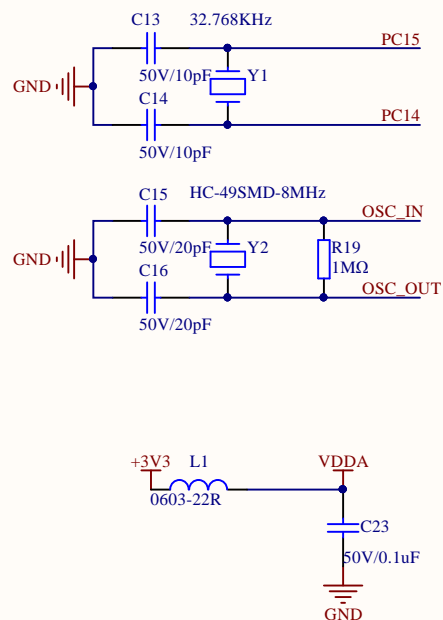 C13 32.768KHz
PC15
50V/10pF Y1
GND
C14
PC14
50V/10pF
C15 HC-49SMD-8MHz
OSC_IN
50V/20pF Y2 R19
GND
C16 1MΩ
OSC_OUT
50V/20pF
+3V3 L1 VDDA
0603-22R
C23
50V/0.1uF
GND